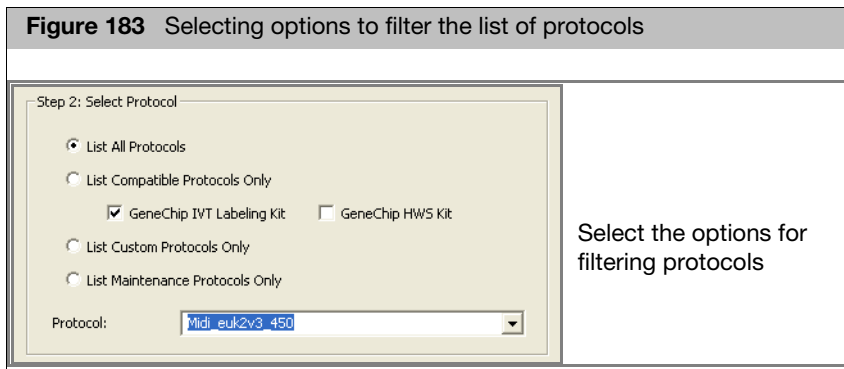 Figure 183 Selecting options to filter the list of protocols
Step 2: Select Protocol
List All Protocols
List Compatible Protocols Only
GeneChip IVT Labeling Kit GeneChip HWS Kit
List Custom Protocols Only
List Maintenance Protocols Only
Protocol: Midi_euk2v3_450
Select the options for
filtering protocols